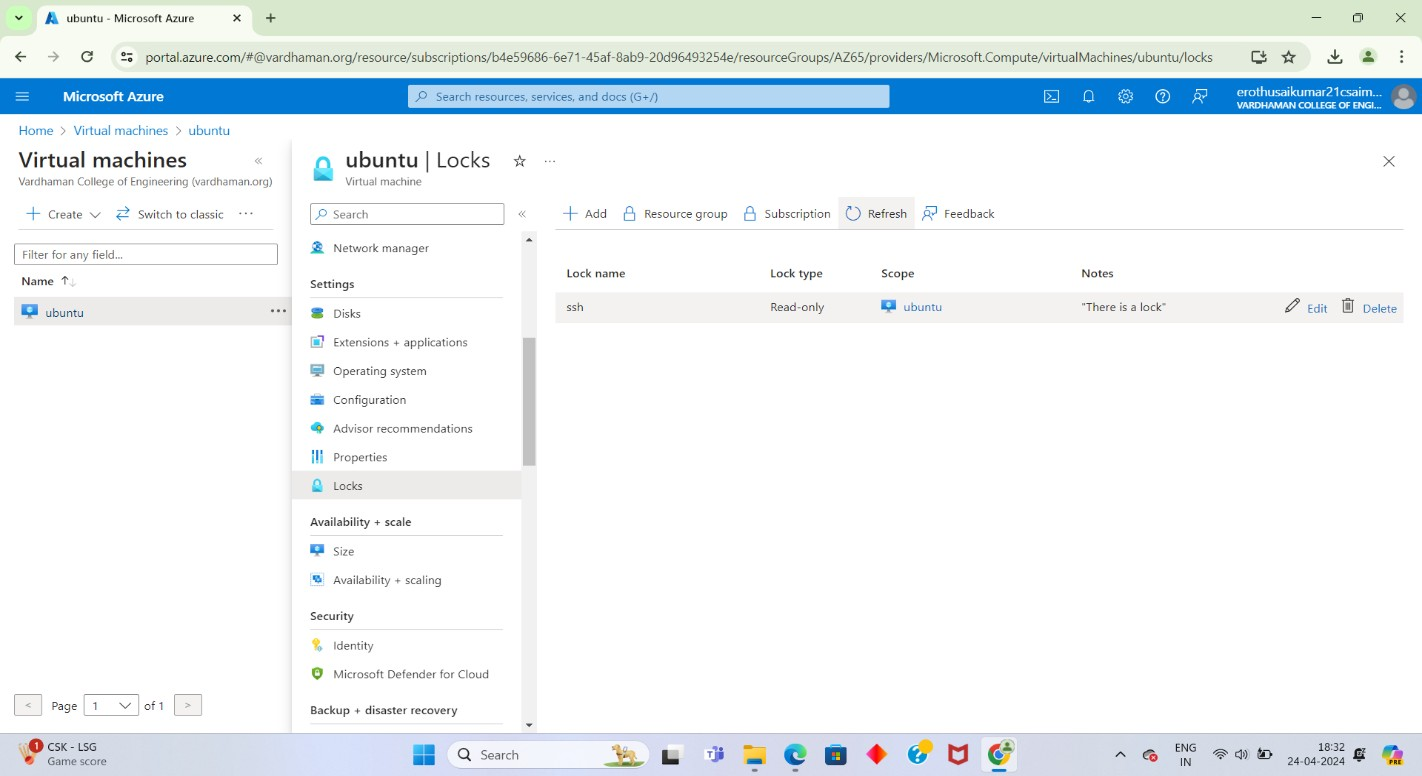 ubuntu - Microsoft Azure
portal.azure.com/#@vardhaman.org/resource/subscriptions/b4e59686-6e71-45af-8ab9-20d96493254e/resourceGroups/AZ65/providers/Microsoft.Compute/virtualMachines/ubuntu/locks
Microsoft Azure
Search resources, services, and docs (G+/)
erothusaikumar21csaim...
VARDHAMAN COLLEGE OF ENGI...
Home > Virtual machines > ubuntu
Virtual machines
Vardhaman College of Engineering (vardhaman.org)
Create
Switch to classic
...
Filter for any field...
Name
ubuntu
...
Page 1 of 1
ubuntu | Locks
...
Virtual machine
Search
Network manager
Settings
Disks
Extensions + applications
Operating system
Configuration
Advisor recommendations
Properties
Locks
Availability + scale
Size
Availability + scaling
Security
Identity
Microsoft Defender for Cloud
Backup + disaster recovery
Add
Resource group
Subscription
Refresh
Feedback
Lock name Lock type Scope Notes
ssh Read-only ubuntu "There is a lock" Edit Delete
1
CSK - LSG
Game score
Search
ENG
IN
18:32
24-04-2024
PRE